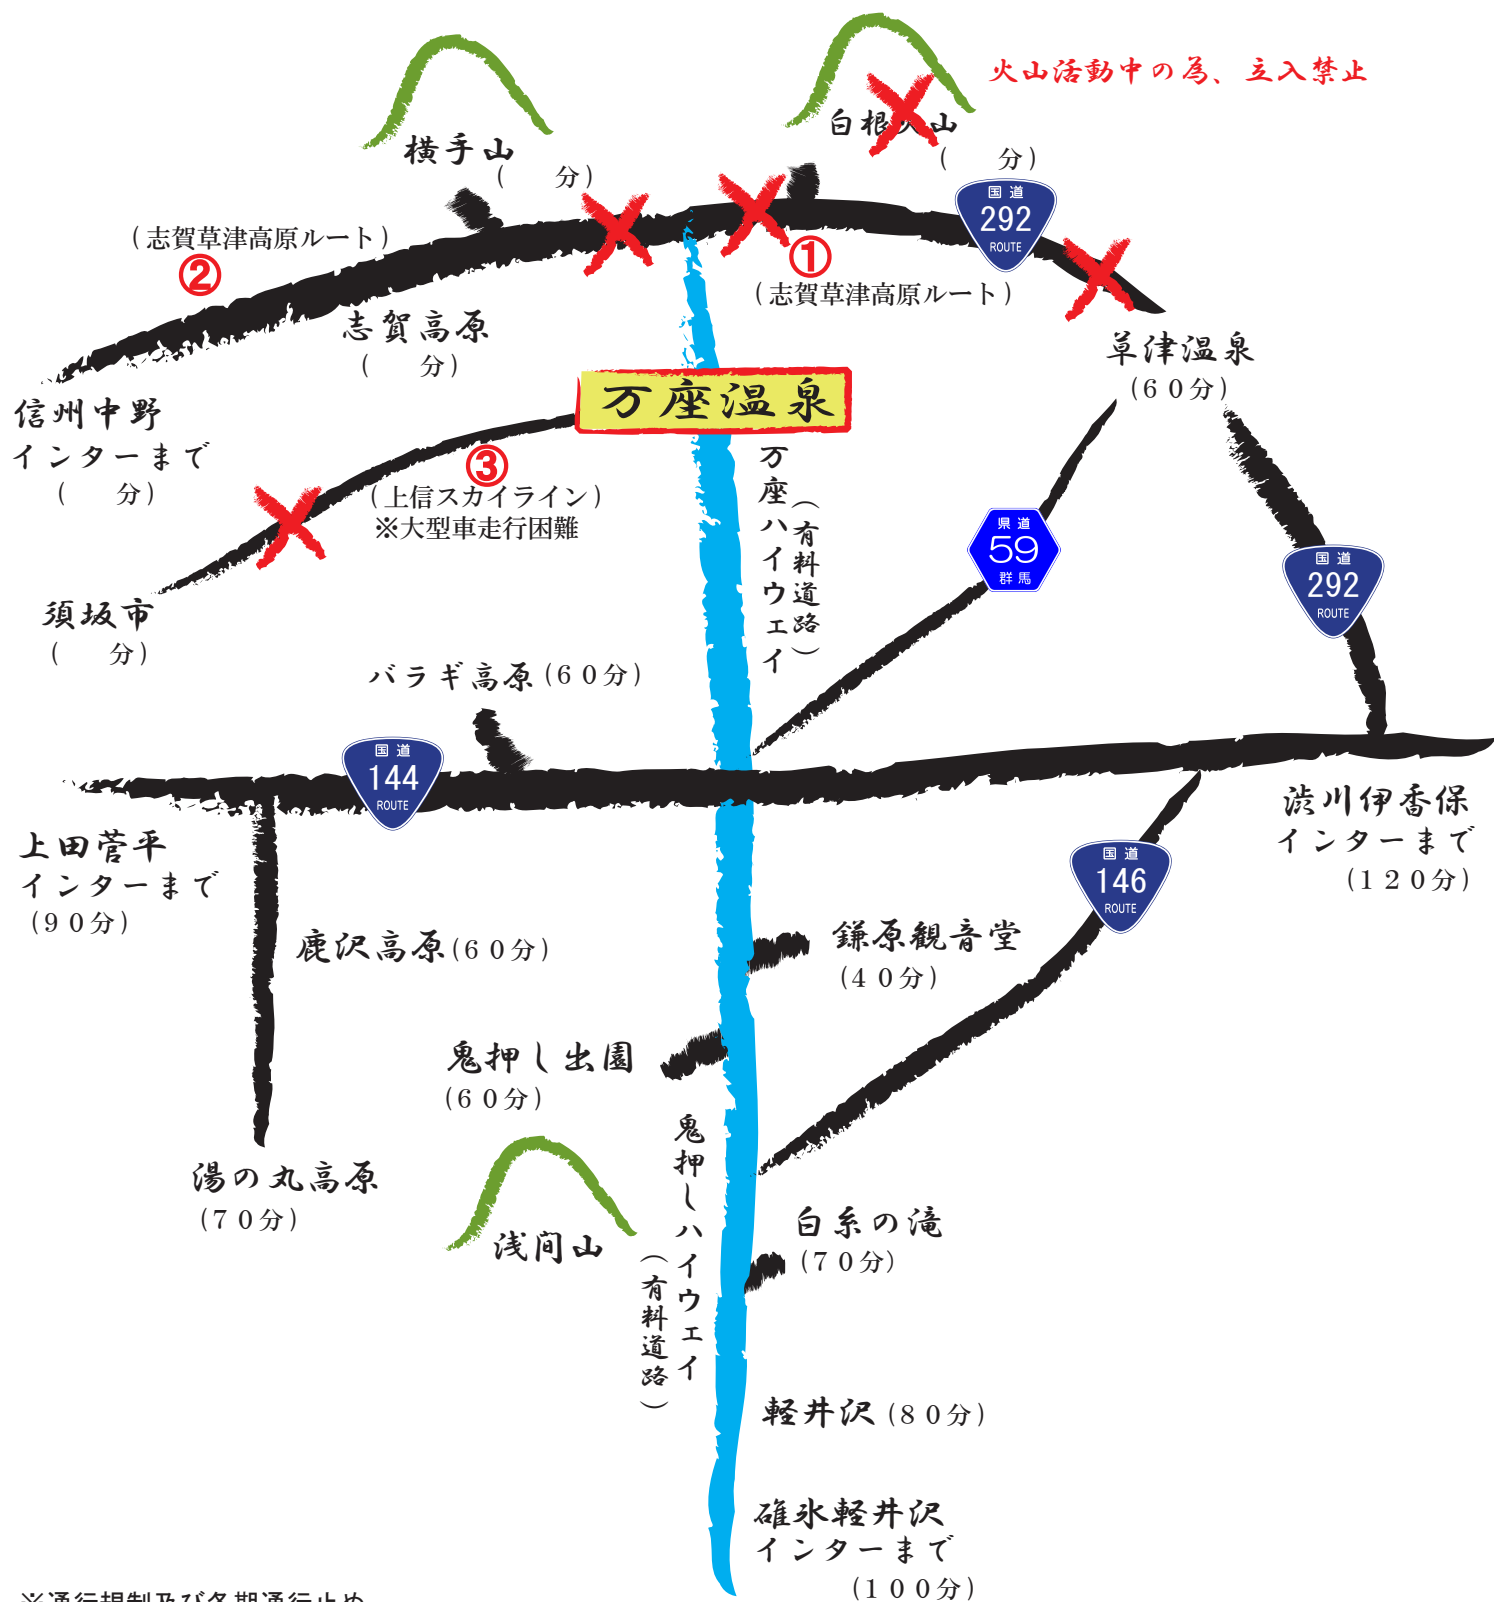 火山活動中の為、立入禁止
白根火山
(　　分)
横手山
(　　分)
国道
292
ROUTE
(志賀草津高原ルート)
②
①
(志賀草津高原ルート)
志賀高原
(　　分)
草津温泉
(60分)
信州中野
インターまで
(　　分)
万座温泉
③
(上信スカイライン)
※大型車走行困難
万座ハイウェイ
(有料道路)
県道
59
群馬
国道
292
ROUTE
須坂市
(　　分)
バラギ高原(60分)
国道
144
ROUTE
上田菅平
インターまで
(90分)
渋川伊香保
インターまで
(120分)
国道
146
ROUTE
鹿沢高原(60分)
鎌原観音堂
(40分)
鬼押し出園
(60分)
鬼押しハイウェイ
(有料道路)
湯の丸高原
(70分)
浅間山
白糸の滝
(70分)
軽井沢(80分)
碓氷軽井沢
インターまで
(100分)
※通行規制及び冬期通行止め